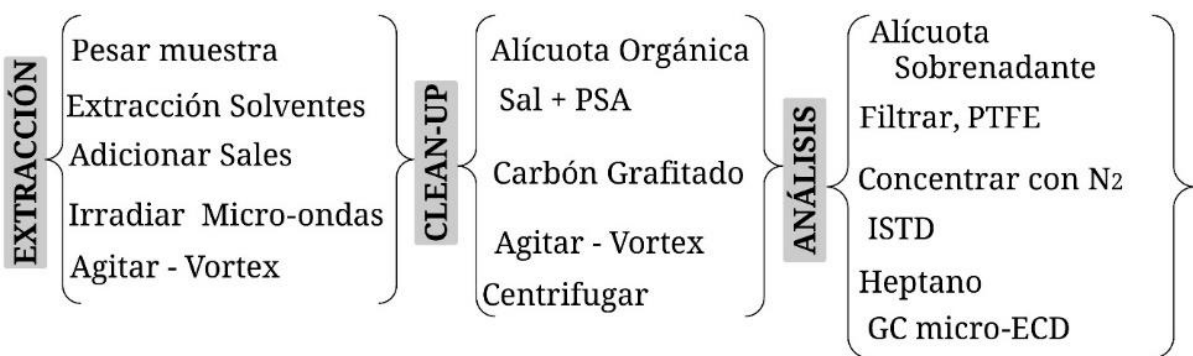 EXTRACCIÓN
Pesar muestra
Extracción Solventes
Adicionar Sales
Irradiar Micro-ondas
Agitar - Vortex
CLEAN-UP
Alícuota Orgánica
Sal + PSA
Carbón Grafitado
Agitar - Vortex
Centrifugar
ANÁLISIS
Alícuota
Sobrenadante
Filtrar, PTFE
Concentrar con N2
ISTD
Heptano
GC micro-ECD